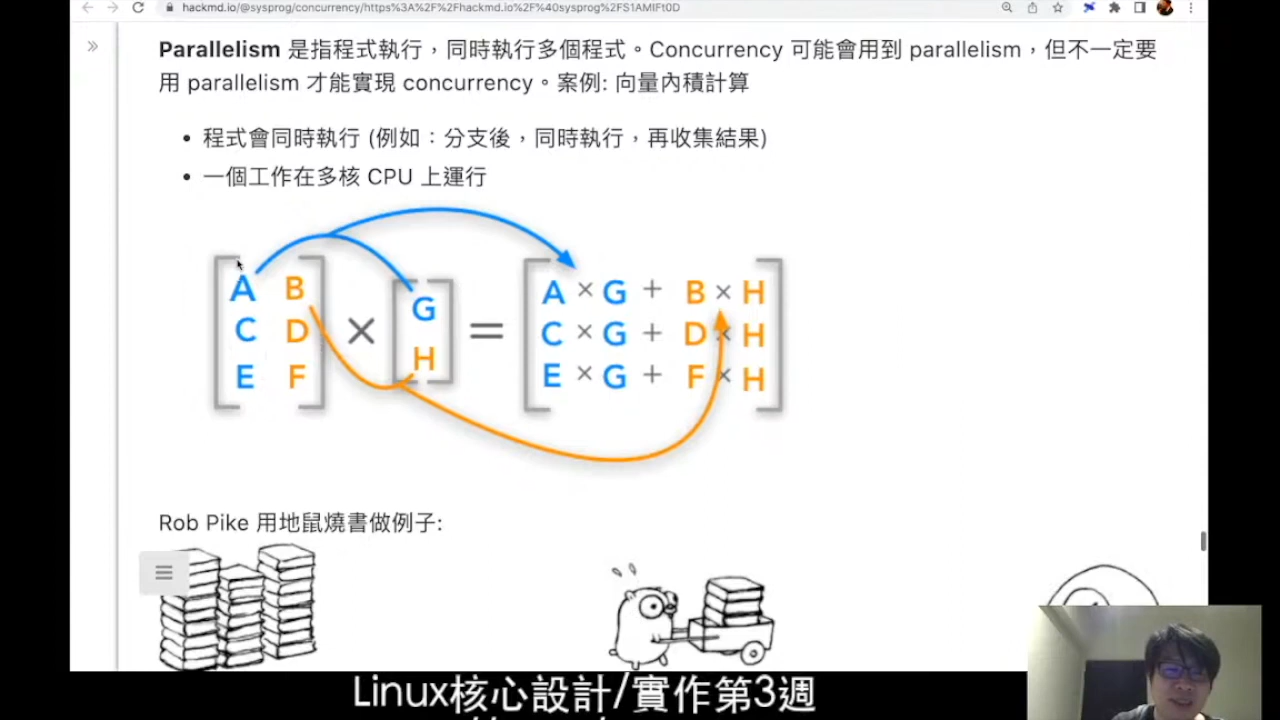 hackmd.io/@sysprog/concurrency/https%3A%2F%2Fhackmd.io%2F%40sysprog%2FS1AMIFt0D
Parallelism 是指程式執行，同時執行多個程式。Concurrency 可能會用到 parallelism，但不一定要
用 parallelism 才能實現 concurrency。案例: 向量內積計算
程式會同時執行 (例如：分支後，同時執行，再收集結果)
一個工作在多核 CPU 上運行
A B
C D
E F
×
G
H
=
A × G + B × H
C × G + D × H
E × G + F × H
Rob Pike 用地鼠燒書做例子:
Linux核心設計/實作第3週